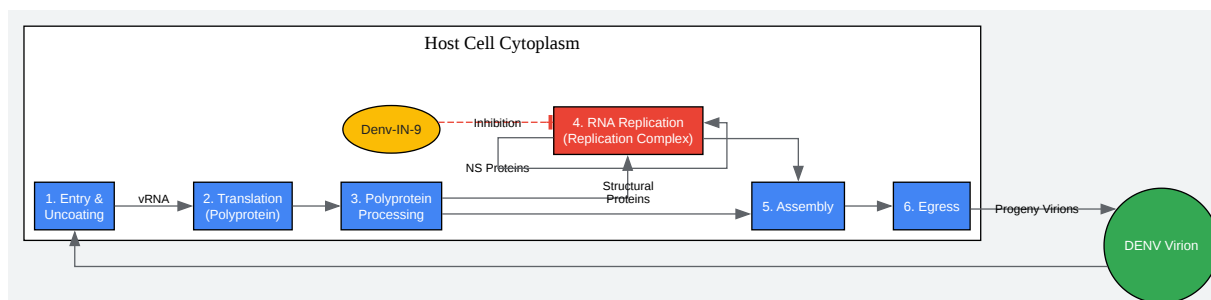 Host Cell Cytoplasm
Denv-IN-9
Inhibition
4. RNA Replication
(Replication Complex)
NS Proteins
Structural
Proteins
1. Entry &
Uncoating
vRNA
2. Translation
(Polyprotein)
3. Polyprotein
Processing
5. Assembly
6. Egress
Progeny Virions
DENV Virion